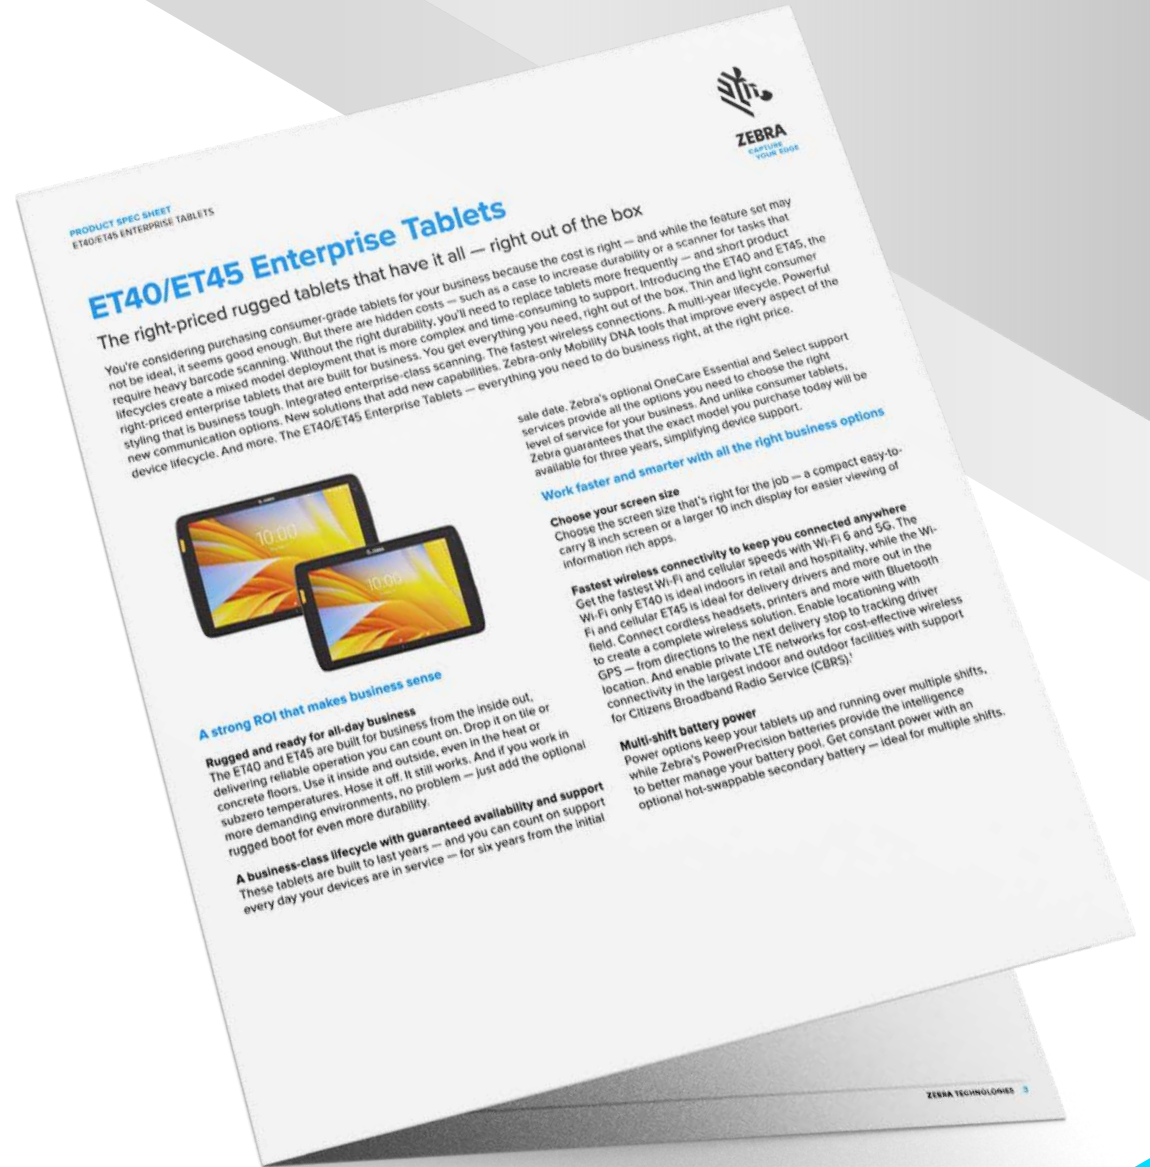 ZEBRA
CAPTURE
YOUR EDGE
PRODUCT SPEC SHEET
ET40/ET45 ENTERPRISE TABLETS
ET40/ET45 Enterprise Tablets
The right-priced rugged tablets that have it all — right out of the box
You're considering purchasing consumer-grade tablets for your business because the cost is right — and while the feature set may
not be ideal, it seems good enough. But there are hidden costs — such as a case to increase durability or a scanner for tasks that
require heavy barcode scanning. Without the right durability, you'll need to replace tablets more frequently — and short product
lifecycles create a mixed model deployment that is more complex and time-consuming to support. Introducing the ET40 and ET45, the
right-priced enterprise tablets that are built for business. You get everything you need, right out of the box. Thin and light consumer
styling that is business tough. Integrated enterprise-class scanning. The fastest wireless connections. A multi-year lifecycle. Powerful
new communication options. New solutions that add new capabilities. Zebra-only Mobility DNA tools that improve every aspect of the
device lifecycle. And more. The ET40/ET45 Enterprise Tablets — everything you need to do business right, at the right price.
10:00
10:00
A strong ROI that makes business sense
Rugged and ready for all-day business
The ET40 and ET45 are built for business from the inside out,
delivering reliable operation you can count on. Drop it on tile or
concrete floors. Use it inside and outside, even in the heat or
subzero temperatures. Hose it off. It still works. And if you work in
more demanding environments, no problem — just add the optional
rugged boot for even more durability.
A business-class lifecycle with guaranteed availability and support
These tablets are built to last years — and you can count on support
every day your devices are in service — for six years from the initial
sale date. Zebra's optional OneCare Essential and Select support
services provide all the options you need to choose the right
level of service for your business. And unlike consumer tablets,
Zebra guarantees that the exact model you purchase today will be
available for three years, simplifying device support.
Work faster and smarter with all the right business options
Choose your screen size
Choose the screen size that's right for the job — a compact easy-to-
carry 8 inch screen or a larger 10 inch display for easier viewing of
information rich apps.
Fastest wireless connectivity to keep you connected anywhere
Get the fastest Wi-Fi and cellular speeds with Wi-Fi 6 and 5G. The
Wi-Fi only ET40 is ideal indoors in retail and hospitality, while the Wi-
Fi and cellular ET45 is ideal for delivery drivers and more out in the
field. Connect cordless headsets, printers and more with Bluetooth
to create a complete wireless solution. Enable locationing with
GPS — from directions to the next delivery stop to tracking driver
location. And enable private LTE networks for cost-effective wireless
connectivity in the largest indoor and outdoor facilities with support
for Citizens Broadband Radio Service (CBRS).¹
Multi-shift battery power
Power options keep your tablets up and running over multiple shifts,
while Zebra's PowerPrecision batteries provide the intelligence
to better manage your battery pool. Get constant power with an
optional hot-swappable secondary battery — ideal for multiple shifts.
ZEBRA TECHNOLOGIES 3